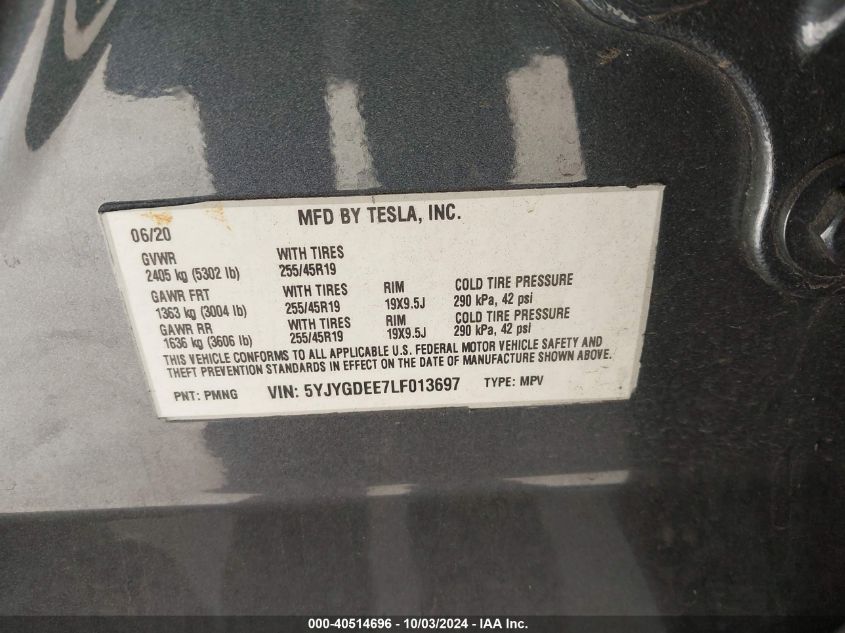 MFD BY TESLA, INC.
06/20
GVWR WITH TIRES
2405 kg (5302 lb) 255/45R19
GAWR FRT WITH TIRES RIM COLD TIRE PRESSURE
1363 kg (3004 lb) 255/45R19 19X9.5J 290 kPa, 42 psi
GAWR RR WITH TIRES RIM COLD TIRE PRESSURE
1636 kg (3606 lb) 255/45R19 19X9.5J 290 kPa, 42 psi
THIS VEHICLE CONFORMS TO ALL APPLICABLE U.S. FEDERAL MOTOR VEHICLE SAFETY AND
THEFT PREVENTION STANDARDS IN EFFECT ON THE DATE OF MANUFACTURE SHOWN ABOVE.
PNT: PMNG VIN: 5YJYGDEE7LF013697 TYPE: MPV
000-40514696 - 10/03/2024 - IAA Inc.